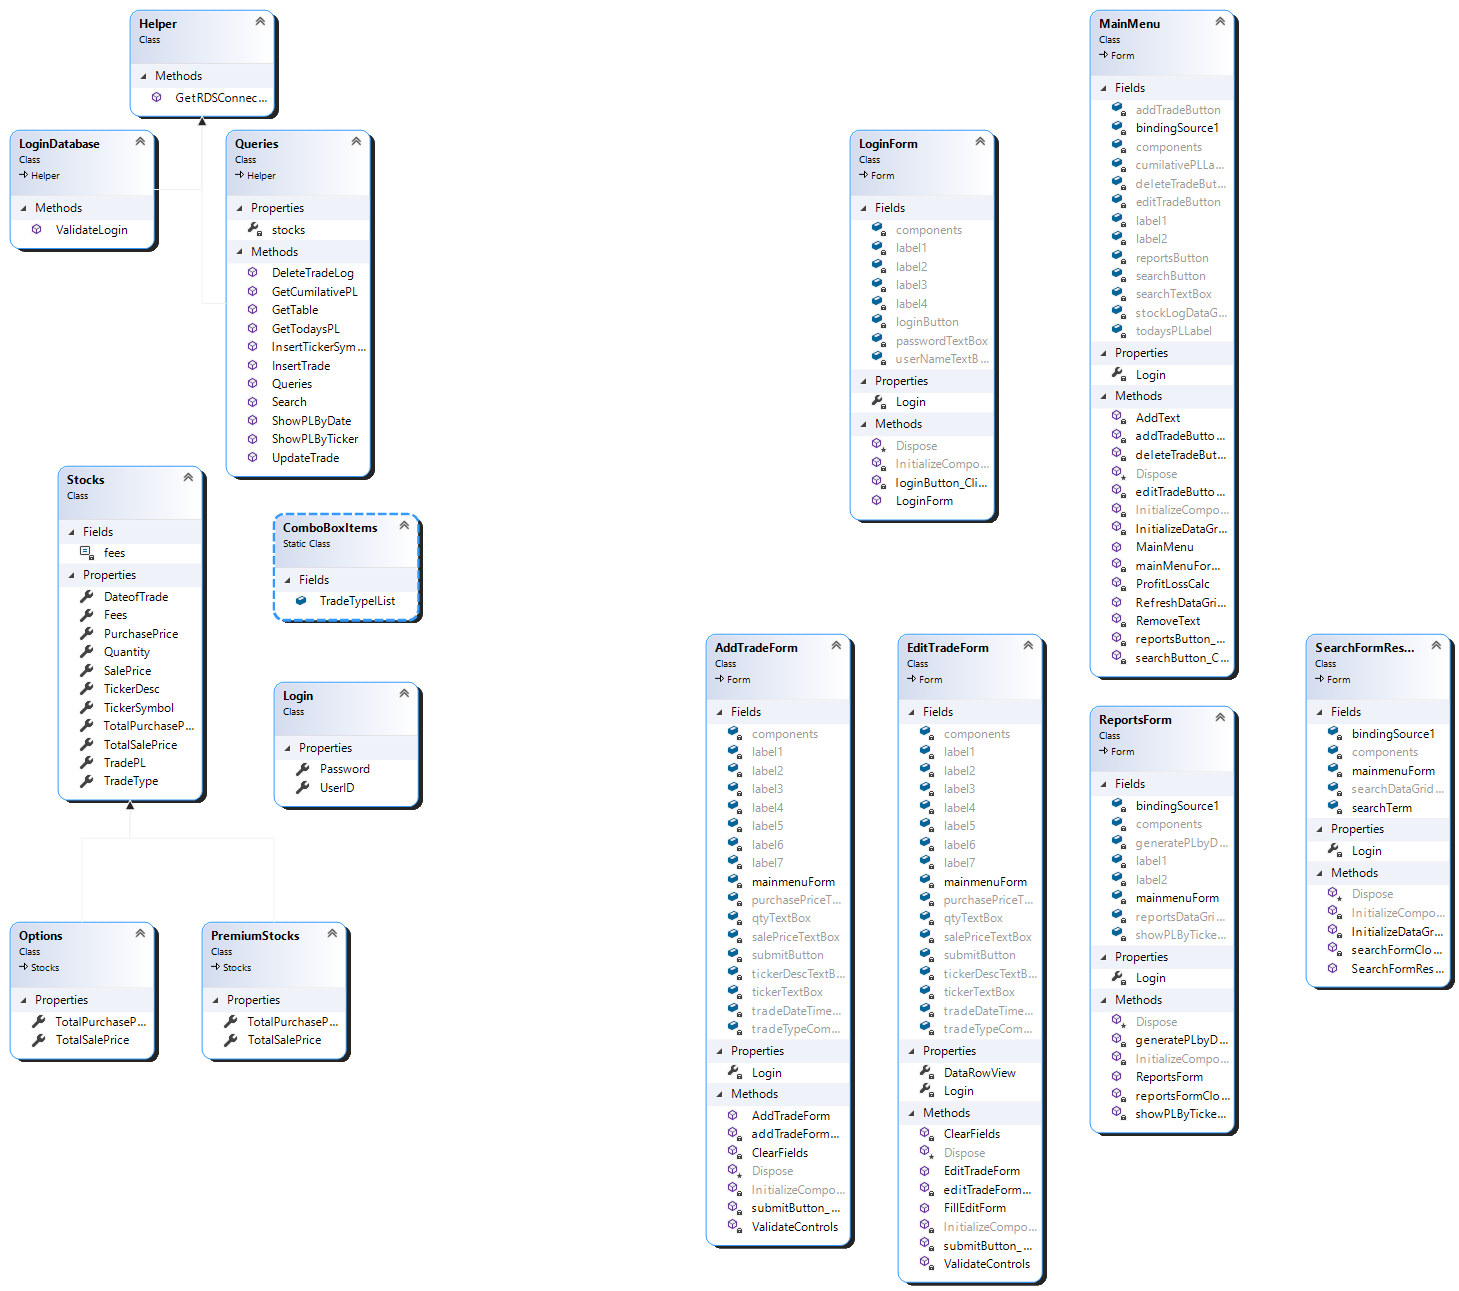 Helper
Class
Methods
GetRDSConnec...
LoginDatabase
Class
Helper
Methods
ValidateLogin
Queries
Class
Helper
Properties
stocks
Methods
DeleteTradeLog
GetCumilativePL
GetTable
GetTodaysPL
InsertTickerSym...
InsertTrade
Queries
Search
ShowPLByDate
ShowPLByTicker
UpdateTrade
Stocks
Class
Fields
fees
Properties
DateofTrade
Fees
PurchasePrice
Quantity
SalePrice
TickerDesc
TickerSymbol
TotalPurchaseP...
TotalSalePrice
TradePL
TradeType
ComboBoxItems
Static Class
Fields
TradeTypelList
Login
Class
Properties
Password
UserID
Options
Class
Stocks
Properties
TotalPurchaseP...
TotalSalePrice
PremiumStocks
Class
Stocks
Properties
TotalPurchaseP...
TotalSalePrice
LoginForm
Class
Form
Fields
components
label1
label2
label3
label4
loginButton
passwordTextBox
userNameTextB...
Properties
Login
Methods
Dispose
InitializeCompo...
loginButton_Cli...
LoginForm
MainMenu
Class
Form
Fields
addTradeButton
bindingSource1
components
cumilativePLLa...
deleteTradeBut...
editTradeButton
label1
label2
reportsButton
searchButton
searchTextBox
stockLogDataG...
todaysPLLabel
Properties
Login
Methods
AddText
addTradeButto...
deleteTradeBut...
Dispose
editTradeButto...
InitializeCompo...
InitializeDataGr...
MainMenu
mainMenuFor...
ProfitLossCalc
RefreshDataGri...
RemoveText
reportsButton_...
searchButton_C...
AddTradeForm
Class
Form
Fields
components
label1
label2
label3
label4
label5
label6
label7
mainmenuForm
purchasePriceT...
qtyTextBox
salePriceTextBox
submitButton
tickerDescTextB...
tickerTextBox
tradeDateTime...
tradeTypeCom...
Properties
Login
Methods
AddTradeForm
addTradeForm...
ClearFields
Dispose
InitializeCompo...
submitButton_...
ValidateControls
EditTradeForm
Class
Form
Fields
components
label1
label2
label3
label4
label5
label6
label7
mainmenuForm
purchasePriceT...
qtyTextBox
salePriceTextBox
submitButton
tickerDescTextB...
tickerTextBox
tradeDateTime...
tradeTypeCom...
Properties
DataRowView
Login
Methods
ClearFields
Dispose
EditTradeForm
editTradeForm...
FillEditForm
InitializeCompo...
submitButton_...
ValidateControls
ReportsForm
Class
Form
Fields
bindingSource1
components
generatePLbyD...
label1
label2
mainmenuForm
reportsDataGri...
showPLByTicke...
Properties
Login
Methods
Dispose
generatePLbyD...
InitializeCompo...
ReportsForm
reportsFormClo...
showPLByTicke...
SearchFormRes...
Class
Form
Fields
bindingSource1
components
mainmenuForm
searchDataGrid...
searchTerm
Properties
Login
Methods
Dispose
InitializeCompo...
InitializeDataGr...
searchFormClo...
SearchFormRes...